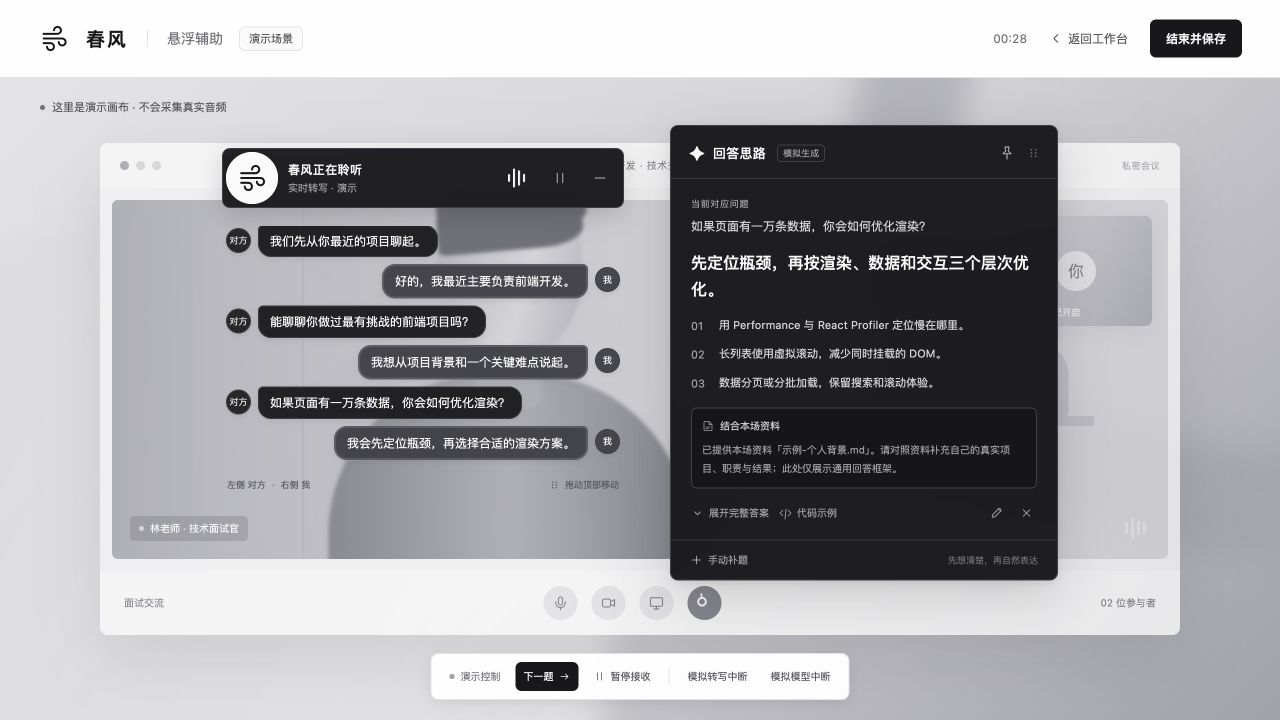 春风
悬浮辅助
演示场景
00:28
返回工作台
结束并保存
这里是演示画布 · 不会采集真实音频
春风正在聆听
实时转写 · 演示
发 · 技术
私密会议
对方
我们先从你最近的项目聊起。
好的，我最近主要负责前端开发。
我
对方
能聊聊你做过最有挑战的前端项目吗?
我想从项目背景和一个关键难点说起。
我
对方
如果页面有一万条数据，你会如何优化渲染?
我会先定位瓶颈，再选择合适的渲染方案。
我
左侧 对方 · 右侧 我
拖动顶部移动
林老师 · 技术面试官
回答思路
模拟生成
当前对应问题
如果页面有一万条数据，你会如何优化渲染?
先定位瓶颈，再按渲染、数据和交互三个层次优
化。
01 用 Performance 与 React Profiler 定位慢在哪里。
02 长列表使用虚拟滚动，减少同时挂载的 DOM。
03 数据分页或分批加载，保留搜索和滚动体验。
结合本场资料
已提供本场资料「示例-个人背景.md」。请对照资料补充自己的真实项
目、职责与结果；此处仅展示通用回答框架。
展开完整答案
代码示例
手动补题
先想清楚，再自然表达
你
已开启
面试交流
02 位参与者
演示控制
下一题 →
暂停接收
模拟转写中断
模拟模型中断